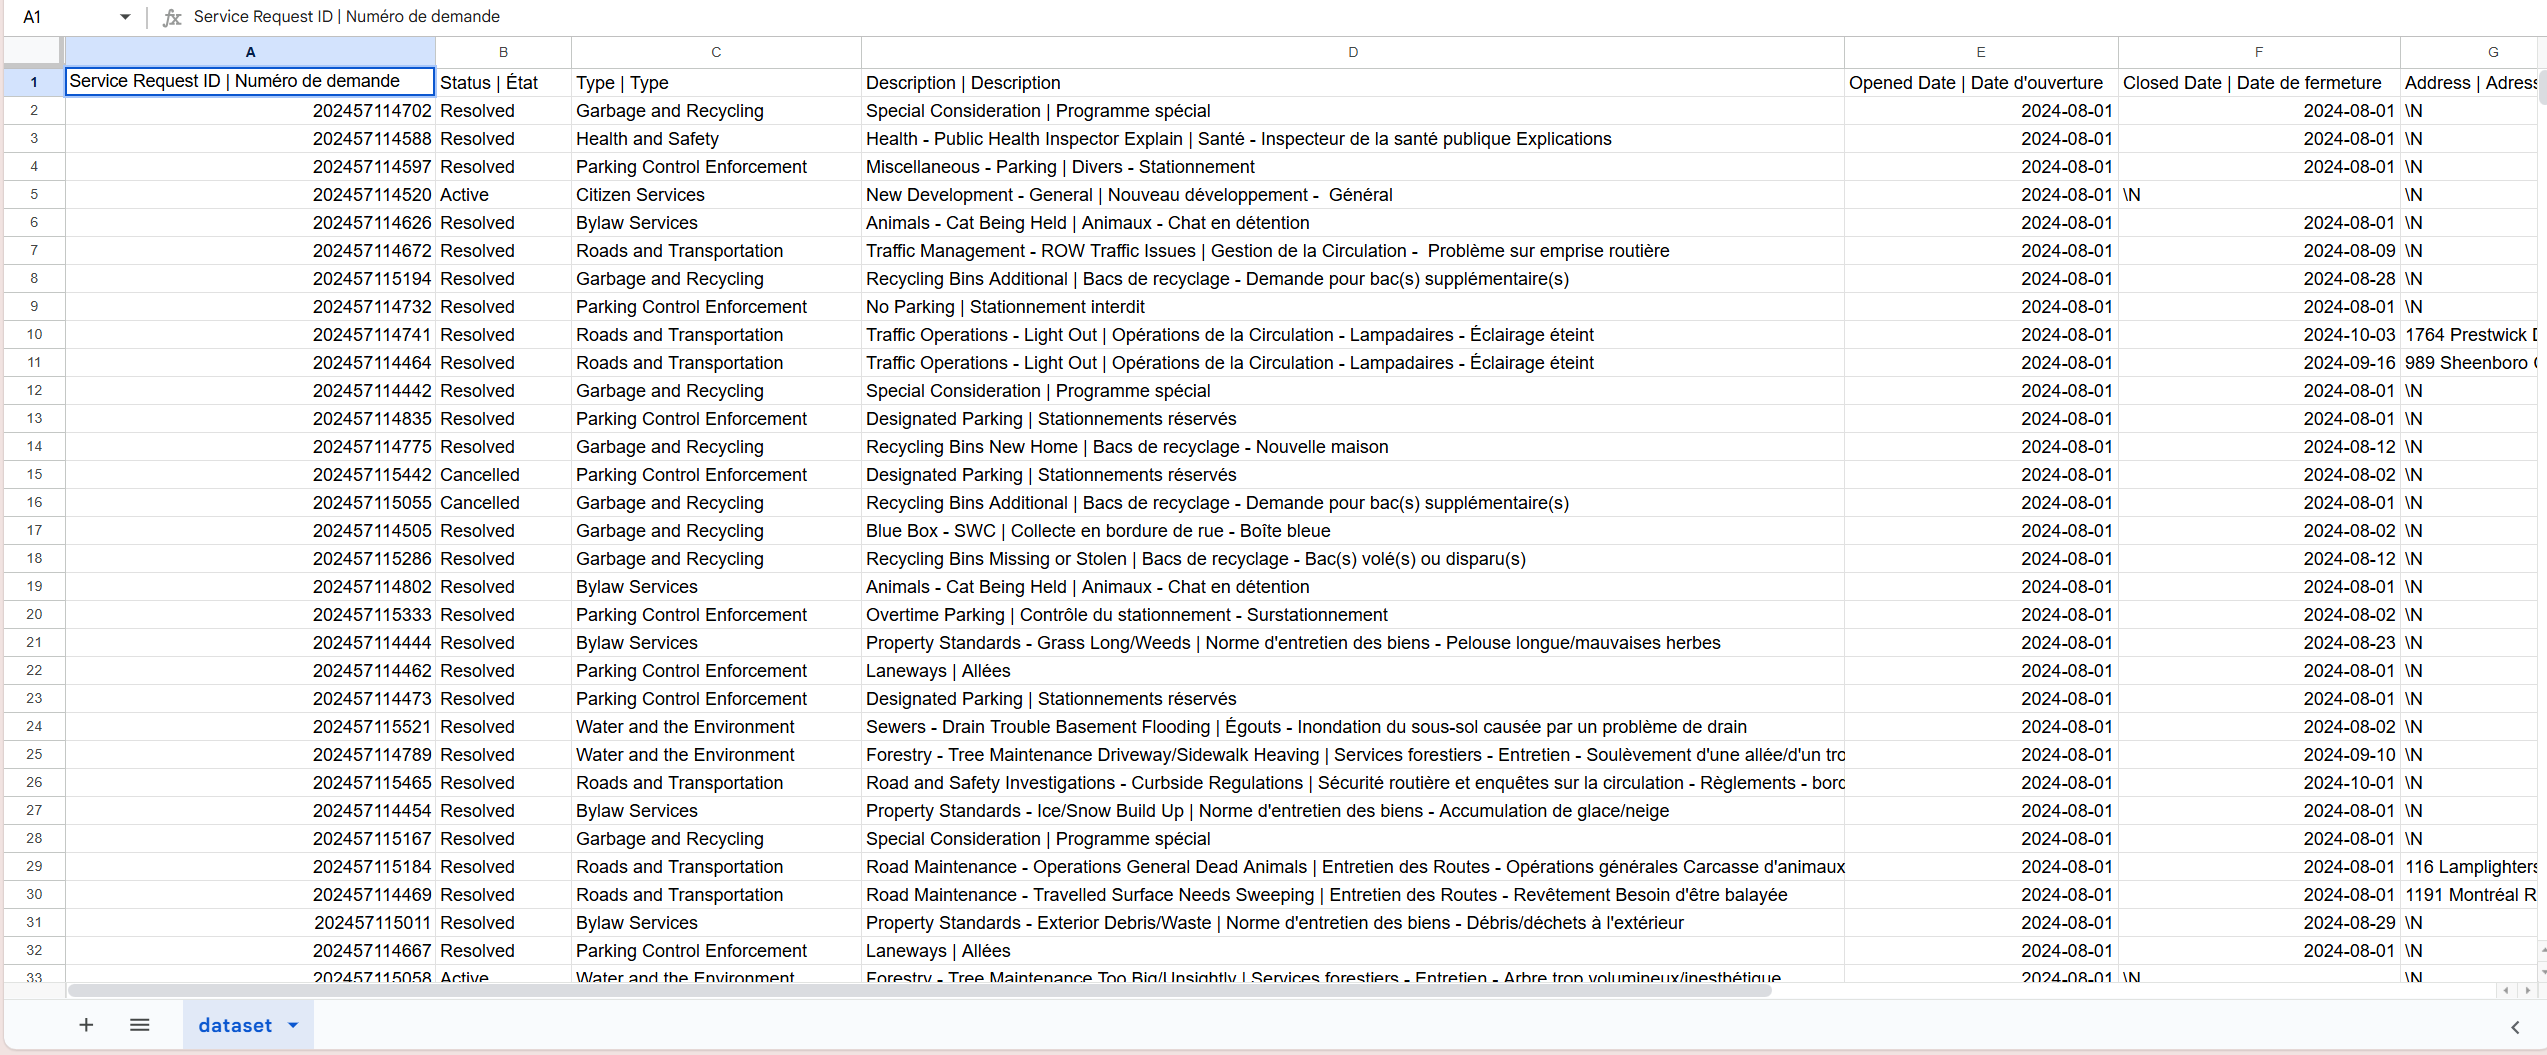 A1 fx Service Request ID | Numéro de demande
A B C D E F G
1 Service Request ID | Numéro de demande Status | État Type | Type Description | Description Opened Date | Date d'ouverture Closed Date | Date de fermeture Address | Adress
2 202457114702 Resolved Garbage and Recycling Special Consideration | Programme spécial 2024-08-01 2024-08-01 \N
3 202457114588 Resolved Health and Safety Health - Public Health Inspector Explain | Santé - Inspecteur de la santé publique Explications 2024-08-01 2024-08-01 \N
4 202457114597 Resolved Parking Control Enforcement Miscellaneous - Parking | Divers - Stationnement 2024-08-01 2024-08-01 \N
5 202457114520 Active Citizen Services New Development - General | Nouveau développement -  Général 2024-08-01 \N \N
6 202457114626 Resolved Bylaw Services Animals - Cat Being Held | Animaux - Chat en détention 2024-08-01 2024-08-01 \N
7 202457114672 Resolved Roads and Transportation Traffic Management - ROW Traffic Issues | Gestion de la Circulation -  Problème sur emprise routière 2024-08-01 2024-08-09 \N
8 202457115194 Resolved Garbage and Recycling Recycling Bins Additional | Bacs de recyclage - Demande pour bac(s) supplémentaire(s) 2024-08-01 2024-08-28 \N
9 202457114732 Resolved Parking Control Enforcement No Parking | Stationnement interdit 2024-08-01 2024-08-01 \N
10 202457114741 Resolved Roads and Transportation Traffic Operations - Light Out | Opérations de la Circulation - Lampadaires - Éclairage éteint 2024-08-01 2024-10-03 1764 Prestwick
11 202457114464 Resolved Roads and Transportation Traffic Operations - Light Out | Opérations de la Circulation - Lampadaires - Éclairage éteint 2024-08-01 2024-09-16 989 Sheenboro
12 202457114442 Resolved Garbage and Recycling Special Consideration | Programme spécial 2024-08-01 2024-08-01 \N
13 202457114835 Resolved Parking Control Enforcement Designated Parking | Stationnements réservés 2024-08-01 2024-08-01 \N
14 202457114775 Resolved Garbage and Recycling Recycling Bins New Home | Bacs de recyclage - Nouvelle maison 2024-08-01 2024-08-12 \N
15 202457115442 Cancelled Parking Control Enforcement Designated Parking | Stationnements réservés 2024-08-01 2024-08-02 \N
16 202457115055 Cancelled Garbage and Recycling Recycling Bins Additional | Bacs de recyclage - Demande pour bac(s) supplémentaire(s) 2024-08-01 2024-08-01 \N
17 202457114505 Resolved Garbage and Recycling Blue Box - SWC | Collecte en bordure de rue - Boîte bleue 2024-08-01 2024-08-02 \N
18 202457115286 Resolved Garbage and Recycling Recycling Bins Missing or Stolen | Bacs de recyclage - Bac(s) volé(s) ou disparu(s) 2024-08-01 2024-08-12 \N
19 202457114802 Resolved Bylaw Services Animals - Cat Being Held | Animaux - Chat en détention 2024-08-01 2024-08-01 \N
20 202457115333 Resolved Parking Control Enforcement Overtime Parking | Contrôle du stationnement - Surstationnement 2024-08-01 2024-08-02 \N
21 202457114444 Resolved Bylaw Services Property Standards - Grass Long/Weeds | Norme d'entretien des biens - Pelouse longue/mauvaises herbes 2024-08-01 2024-08-23 \N
22 202457114462 Resolved Parking Control Enforcement Laneways | Allées 2024-08-01 2024-08-01 \N
23 202457114473 Resolved Parking Control Enforcement Designated Parking | Stationnements réservés 2024-08-01 2024-08-01 \N
24 202457115521 Resolved Water and the Environment Sewers - Drain Trouble Basement Flooding | Égouts - Inondation du sous-sol causée par un problème de drain 2024-08-01 2024-08-02 \N
25 202457114789 Resolved Water and the Environment Forestry - Tree Maintenance Driveway/Sidewalk Heaving | Services forestiers - Entretien - Soulèvement d'une allée/d'un tro 2024-08-01 2024-09-10 \N
26 202457115465 Resolved Roads and Transportation Road and Safety Investigations - Curbside Regulations | Sécurité routière et enquêtes sur la circulation - Règlements - bord 2024-08-01 2024-10-01 \N
27 202457114454 Resolved Bylaw Services Property Standards - Ice/Snow Build Up | Norme d'entretien des biens - Accumulation de glace/neige 2024-08-01 2024-08-01 \N
28 202457115167 Resolved Garbage and Recycling Special Consideration | Programme spécial 2024-08-01 2024-08-01 \N
29 202457115184 Resolved Roads and Transportation Road Maintenance - Operations General Dead Animals | Entretien des Routes - Opérations générales Carcasse d'animaux 2024-08-01 2024-08-01 116 Lamplighters
30 202457114469 Resolved Roads and Transportation Road Maintenance - Travelled Surface Needs Sweeping | Entretien des Routes - Revêtement Besoin d'être balayée 2024-08-01 2024-08-01 1191 Montréal R
31 202457115011 Resolved Bylaw Services Property Standards - Exterior Debris/Waste | Norme d'entretien des biens - Débris/déchets à l'extérieur 2024-08-01 2024-08-29 \N
32 202457114667 Resolved Parking Control Enforcement Laneways | Allées 2024-08-01 2024-08-01 \N
33 202457115058 Active Water and the Environment Forestry - Tree Maintenance Too Big/Unsightly | Services forestiers - Entretien - Arbre trop volumineux/inesthétique 2024-08-01 \N \N
dataset